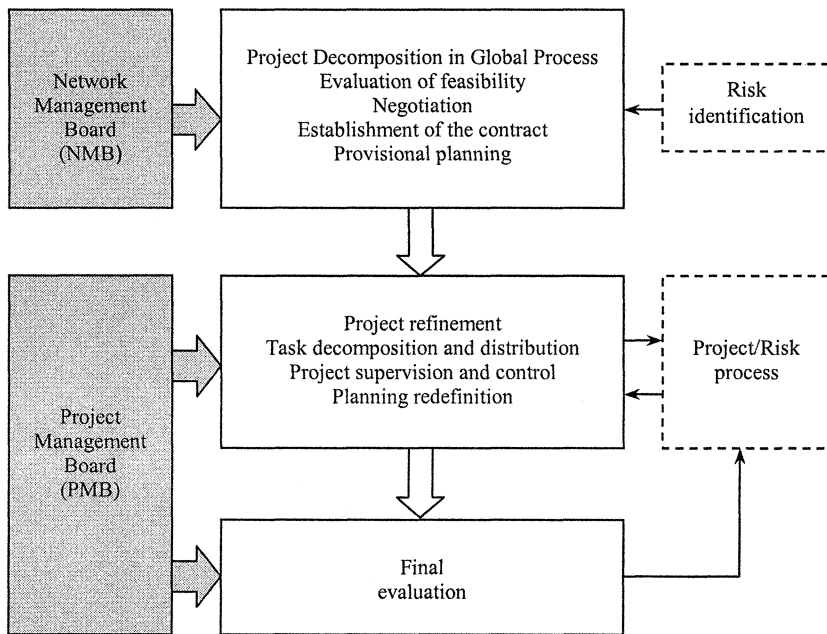 Network
Management
Board
(NMB)
Project Decomposition in Global Process
Evaluation of feasibility
Negotiation
Establishment of the contract
Provisional planning
Risk
identification
Project
Management
Board
(PMB)
Project refinement
Task decomposition and distribution
Project supervision and control
Planning redefinition
Project/Risk
process
Final
evaluation